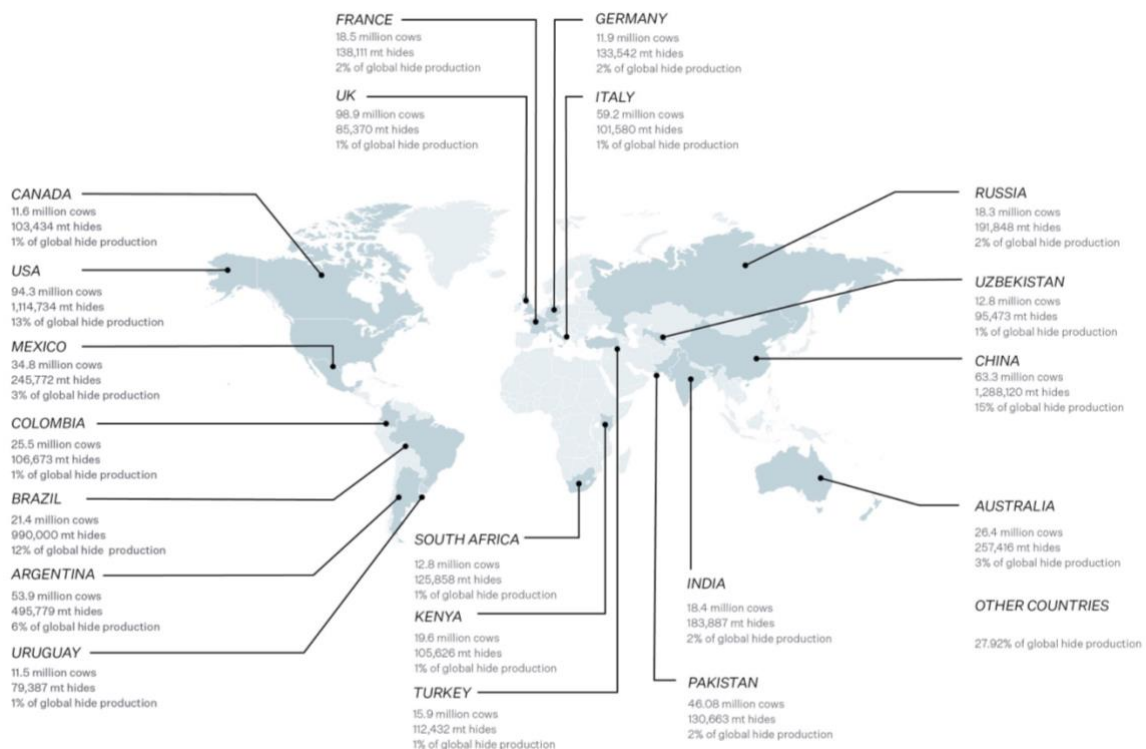 FRANCE
18.5 million cows
138,111 mt hides
2% of global hide production
GERMANY
11.9 million cows
133,542 mt hides
2% of global hide production
UK
98.9 million cows
85,370 mt hides
1% of global hide production
ITALY
59.2 million cows
101,580 mt hides
1% of global hide production
CANADA
11.6 million cows
103,434 mt hides
1% of global hide production
USA
94.3 million cows
1,114,734 mt hides
13% of global hide production
MEXICO
34.8 million cows
245,772 mt hides
3% of global hide production
COLOMBIA
25.5 million cows
106,673 mt hides
1% of global hide production
BRAZIL
21.4 million cows
990,000 mt hides
12% of global hide production
ARGENTINA
53.9 million cows
495,779 mt hides
6% of global hide production
URUGUAY
11.5 million cows
79,387 mt hides
1% of global hide production
SOUTH AFRICA
12.8 million cows
125,858 mt hides
1% of global hide production
KENYA
19.6 million cows
105,626 mt hides
1% of global hide production
TURKEY
15.9 million cows
112,432 mt hides
1% of global hide production
INDIA
18.4 million cows
183,887 mt hides
2% of global hide production
PAKISTAN
46.08 million cows
130,663 mt hides
2% of global hide production
RUSSIA
18.3 million cows
191,848 mt hides
2% of global hide production
UZBEKISTAN
12.8 million cows
95,473 mt hides
1% of global hide production
CHINA
63.3 million cows
1,288,120 mt hides
15% of global hide production
AUSTRALIA
26.4 million cows
257,416 mt hides
3% of global hide production
OTHER COUNTRIES
27.92% of global hide production